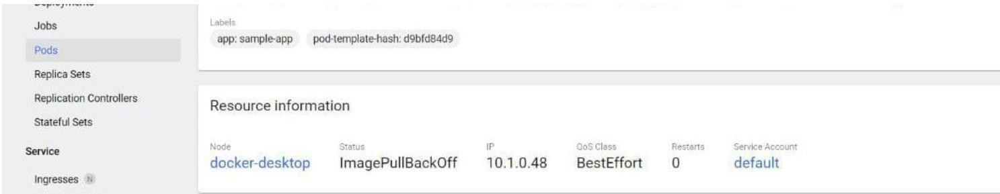 Deployments
Jobs
Pods
Replica Sets
Replication Controllers
Stateful Sets
Service
Ingresses N
Labels
app: sample-app pod-template-hash: d9bfd84d9
Resource information
Node Status IP QoS Class Restarts Service Account
docker-desktop ImagePullBackOff 10.1.0.48 BestEffort 0 default